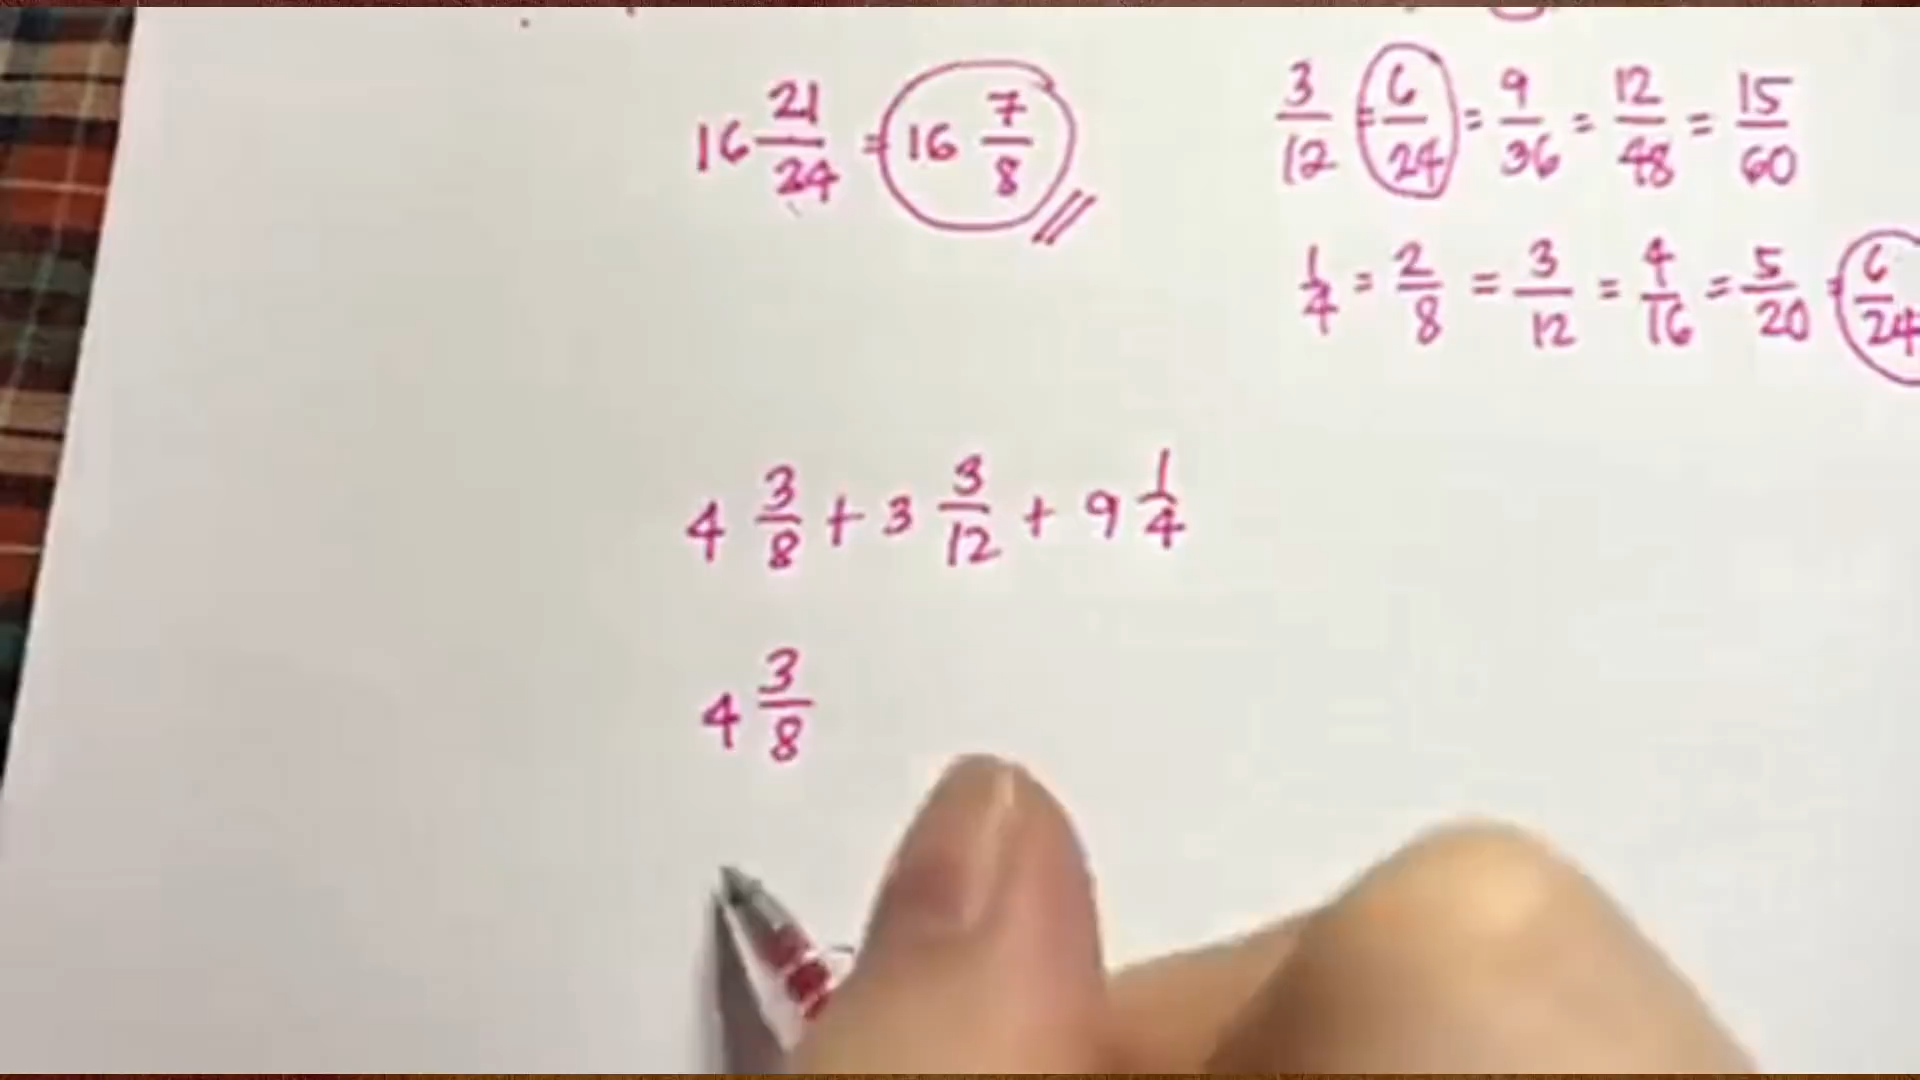 16 21/24 = 16 7/8
3/12 = 6/24 = 9/36 = 12/48 = 15/60
1/4 = 2/8 = 3/12 = 4/16 = 5/20 = 6/24
4 3/8 + 3 3/12 + 9 1/4
4 3/8